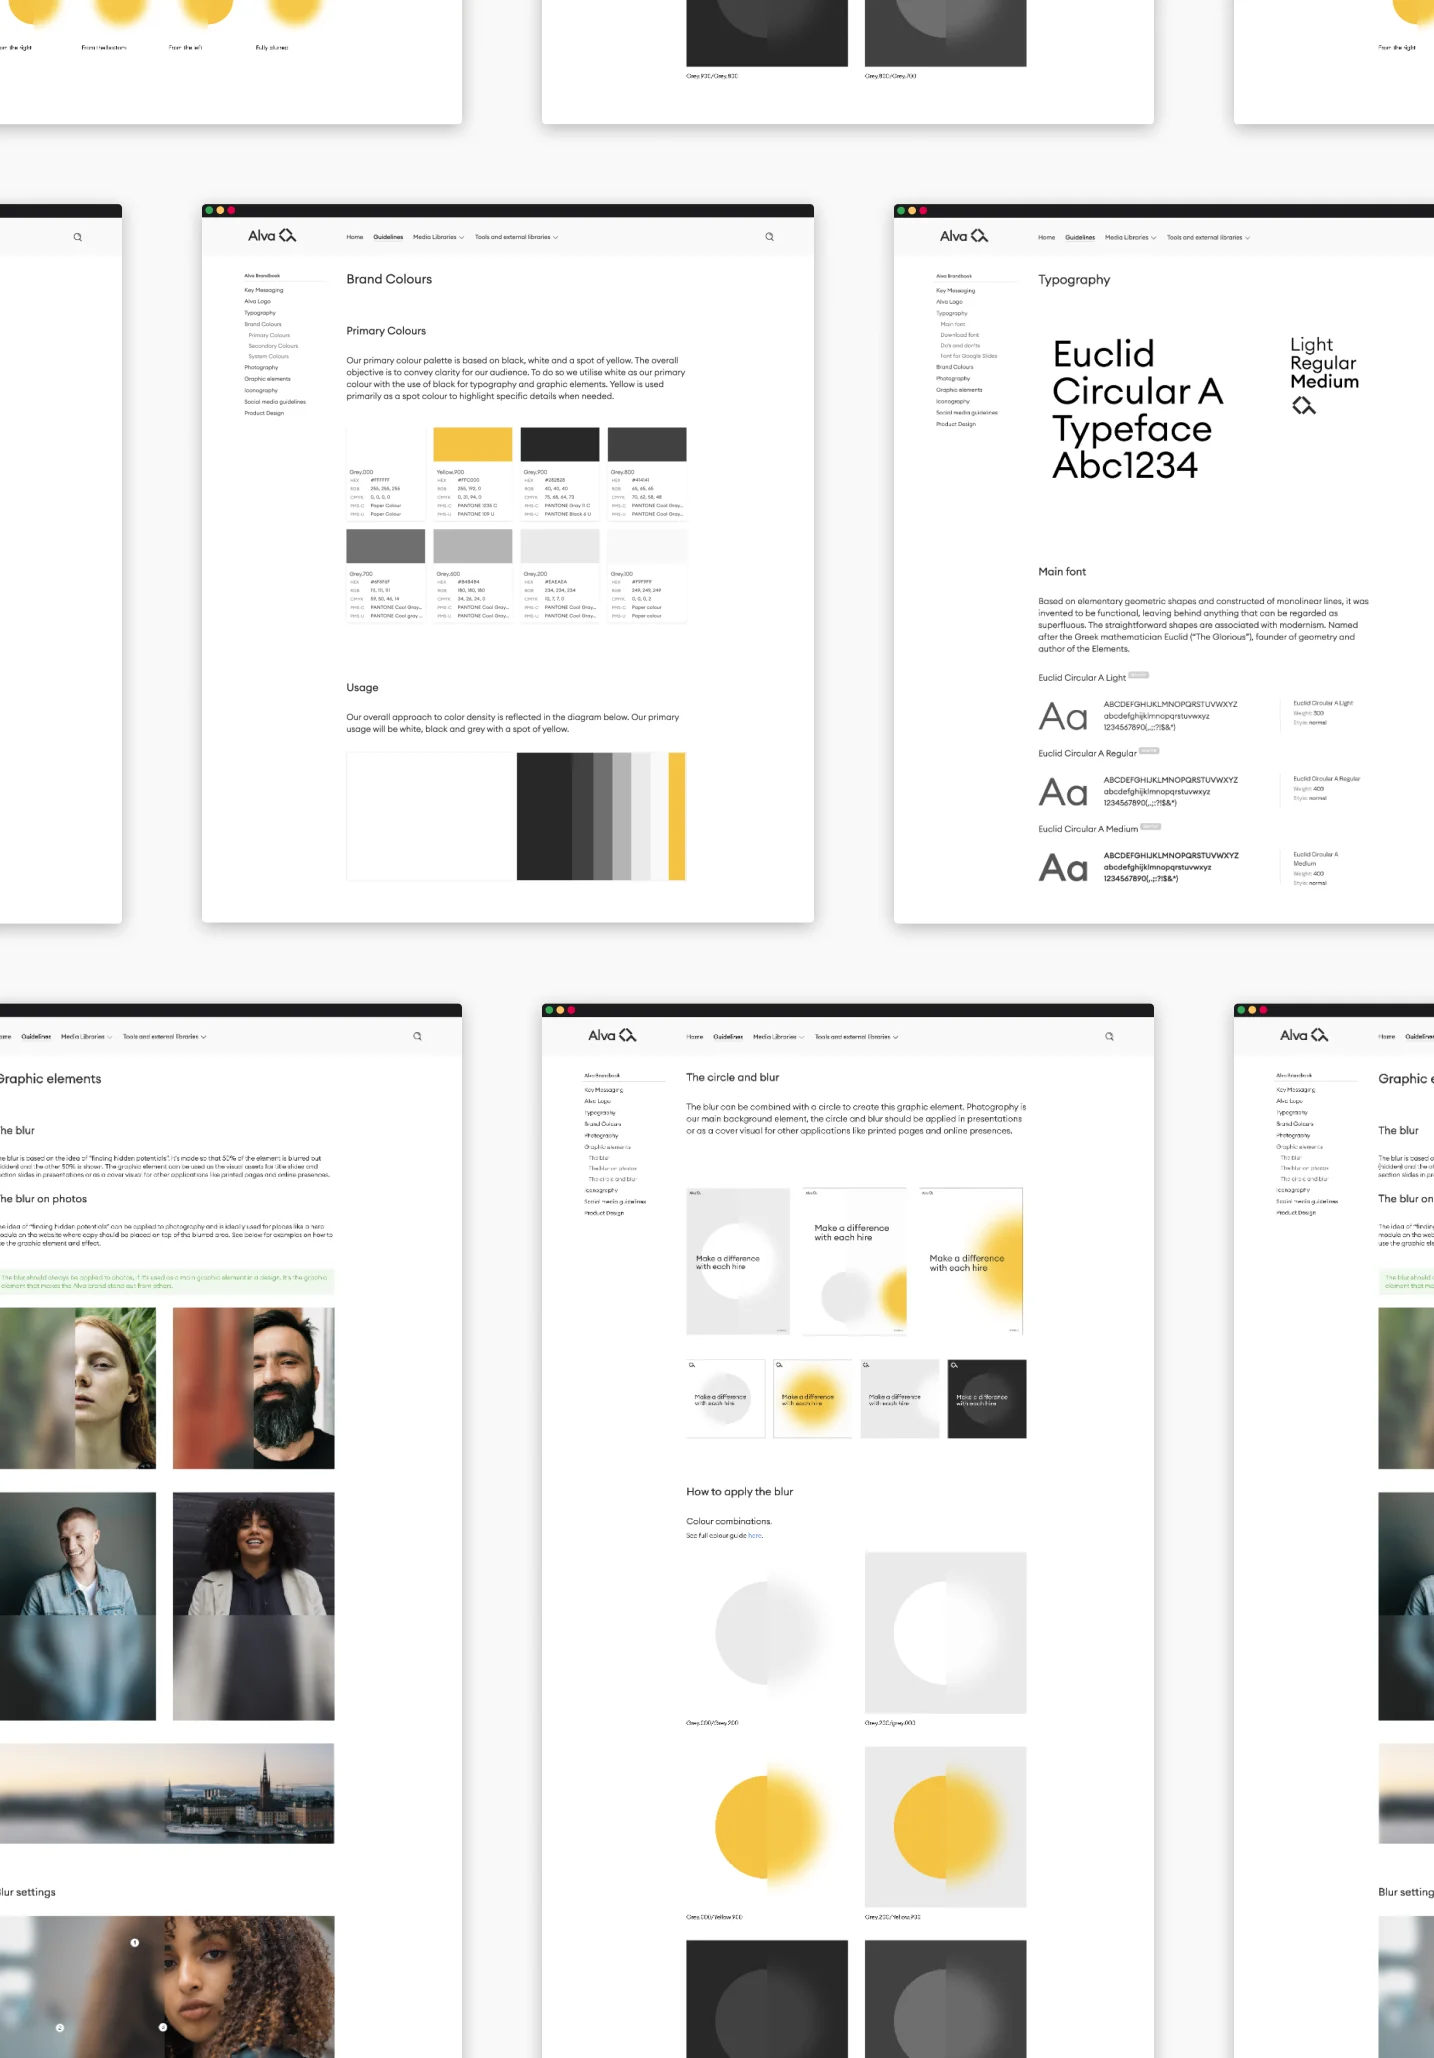 From the bottom
From the left
Fully blurred
Grey.900/Grey.800
Grey.800/Grey.700
From the right
Alva
Home
Guidelines
Media Libraries
Tools and external libraries
Alva Brandbook
Key Messaging
Alva Logo
Typography
Brand Colours
Primary Colours
Secondary Colours
System Colours
Photography
Graphic elements
Iconography
Social media guidelines
Product Design
Brand Colours
Primary Colours
Our primary colour palette is based on black, white and a spot of yellow. The overall
objective is to convey clarity for our audience. To do so we utilise white as our primary
colour with the use of black for typography and graphic elements. Yellow is used
primarily as a spot colour to highlight specific details when needed.
Grey.000
HEX #FFFFFF
RGB 255, 255, 255
CMYK 0, 0, 0, 0
PMS-C Paper Colour
PMS-U Paper Colour
Yellow.900
HEX #FFC000
RGB 255, 192, 0
CMYK 0, 31, 94, 0
PMS-C PANTONE 1235 C
PMS-U PANTONE 109 U
Grey.900
HEX #282828
RGB 40, 40, 40
CMYK 75, 68, 64, 73
PMS-C PANTONE Gray 11 C
PMS-U PANTONE Black 6 U
Grey.800
HEX #414141
RGB 65, 65, 65
CMYK 70, 62, 58, 48
PMS-C PANTONE Cool Gray...
PMS-U PANTONE Cool Gray...
Grey.700
HEX #6F6F6F
RGB 111, 111, 111
CMYK 59, 50, 46, 14
PMS-C PANTONE Cool Gray...
PMS-U PANTONE Cool Gray...
Grey.600
HEX #B4B4B4
RGB 180, 180, 180
CMYK 34, 26, 24, 0
PMS-C PANTONE Cool Gray...
PMS-U PANTONE Cool gray...
Grey.200
HEX #EAEAEA
RGB 234, 234, 234
CMYK 10, 7, 7, 0
PMS-C PANTONE Cool Gray...
PMS-U PANTONE Cool Gray...
Grey.100
HEX #F9F9F9
RGB 249, 249, 249
CMYK 0, 0, 0, 2
PMS-C Paper colour
PMS-U Paper colour
Usage
Our overall approach to color density is reflected in the diagram below. Our primary
usage will be white, black and grey with a spot of yellow.
Alva
Home
Guidelines
Media Libraries
Tools and external libraries
Alva Brandbook
Key Messaging
Alva Logo
Typography
Main font
Download font
Do's and don'ts
Font for Google Slides
Brand Colours
Photography
Graphic elements
Iconography
Social media guidelines
Product Design
Typography
Euclid
Circular A
Typeface
Abc1234
Light
Regular
Medium
Main font
Based on elementary geometric shapes and constructed of monolinear lines, it was
invented to be functional, leaving behind anything that can be regarded as
superfluous. The straightforward shapes are associated with modernism. Named
after the Greek mathematician Euclid (“The Glorious”), founder of geometry and
author of the Elements.
Euclid Circular A Light
Aa
ABCDEFGHIJKLMNOPQRSTUVWXYZ
abcdefghijklmnopqrstuvwxyz
1234567890(,.;:?!$&*)
Euclid Circular A Light
Weight: 300
Style: normal
Euclid Circular A Regular
Aa
ABCDEFGHIJKLMNOPQRSTUVWXYZ
abcdefghijklmnopqrstuvwxyz
1234567890(,.;:?!$&*)
Euclid Circular A Regular
Weight: 400
Style: normal
Euclid Circular A Medium
Aa
ABCDEFGHIJKLMNOPQRSTUVWXYZ
abcdefghijklmnopqrstuvwxyz
1234567890(,.;:?!$&*)
Euclid Circular A
Medium
Weight: 400
Style: normal
Guidelines
Media Libraries
Tools and external libraries
Graphic elements
The blur
The blur is based on the idea of "finding hidden potentials". It's made so that 50% of the element is blurred out
(hidden) and the other 50% is shown. The graphic element can be used as the visual assets for title slides and
section slides in presentations or as a cover visual for other applications like printed pages and online presences.
The blur on photos
The idea of "finding hidden potentials" can be applied to photography and is ideally used for places like a hero
module on the website where copy should be placed on top of the blurred area. See below for examples on how to
use the graphic element and effect.
The blur should always be applied to photos, if it's used as a main graphic element in a design. It's the graphic
element that makes the Alva brand stand out from others.
Blur settings
1
2
3
Alva
Home
Guidelines
Media Libraries
Tools and external libraries
Alva Brandbook
Key Messaging
Alva Logo
Typography
Brand Colours
Photography
Graphic elements
The blur
The blur on photos
The circle and blur
Iconography
Social media guidelines
Product Design
The circle and blur
The blur can be combined with a circle to create this graphic element. Photography is
our main background element, the circle and blur should be applied in presentations
or as a cover visual for other applications like printed pages and online presences.
Make a difference
with each hire
Make a difference
with each hire
Make a difference
with each hire
Make a difference
with each hire
Make a difference
with each hire
Make a difference
with each hire
Make a difference
with each hire
How to apply the blur
Colour combinations.
See full colour guide here.
Grey.000/Grey.200
Grey.200/grey.000
Grey.000/Yellow.900
Grey.200/Yellow.900
Alva
Home
Guidelines
Alva Brandbook
Key Messaging
Alva Logo
Typography
Brand Colours
Photography
Graphic elements
The blur
The blur on photos
The circle and blur
Iconography
Social media guidelines
Product Design
Graphic
The blur
The blur is based
The blur on
The idea of "finding
module on the
use the graphic
The blur should
element that
Blur